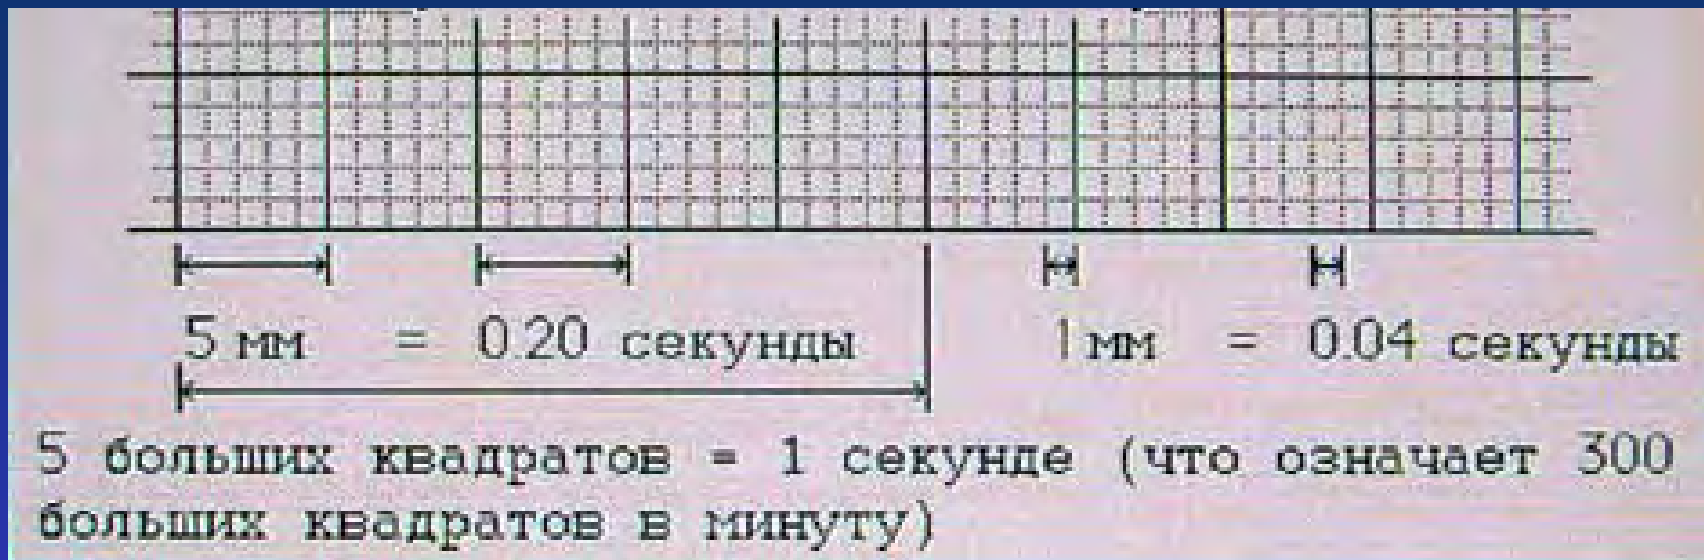 5 мм = 0.20 секунды 1 мм = 0.04 секунды
5 больших квадратов = 1 секунде (что означает 300
больших квадратов в минуту)